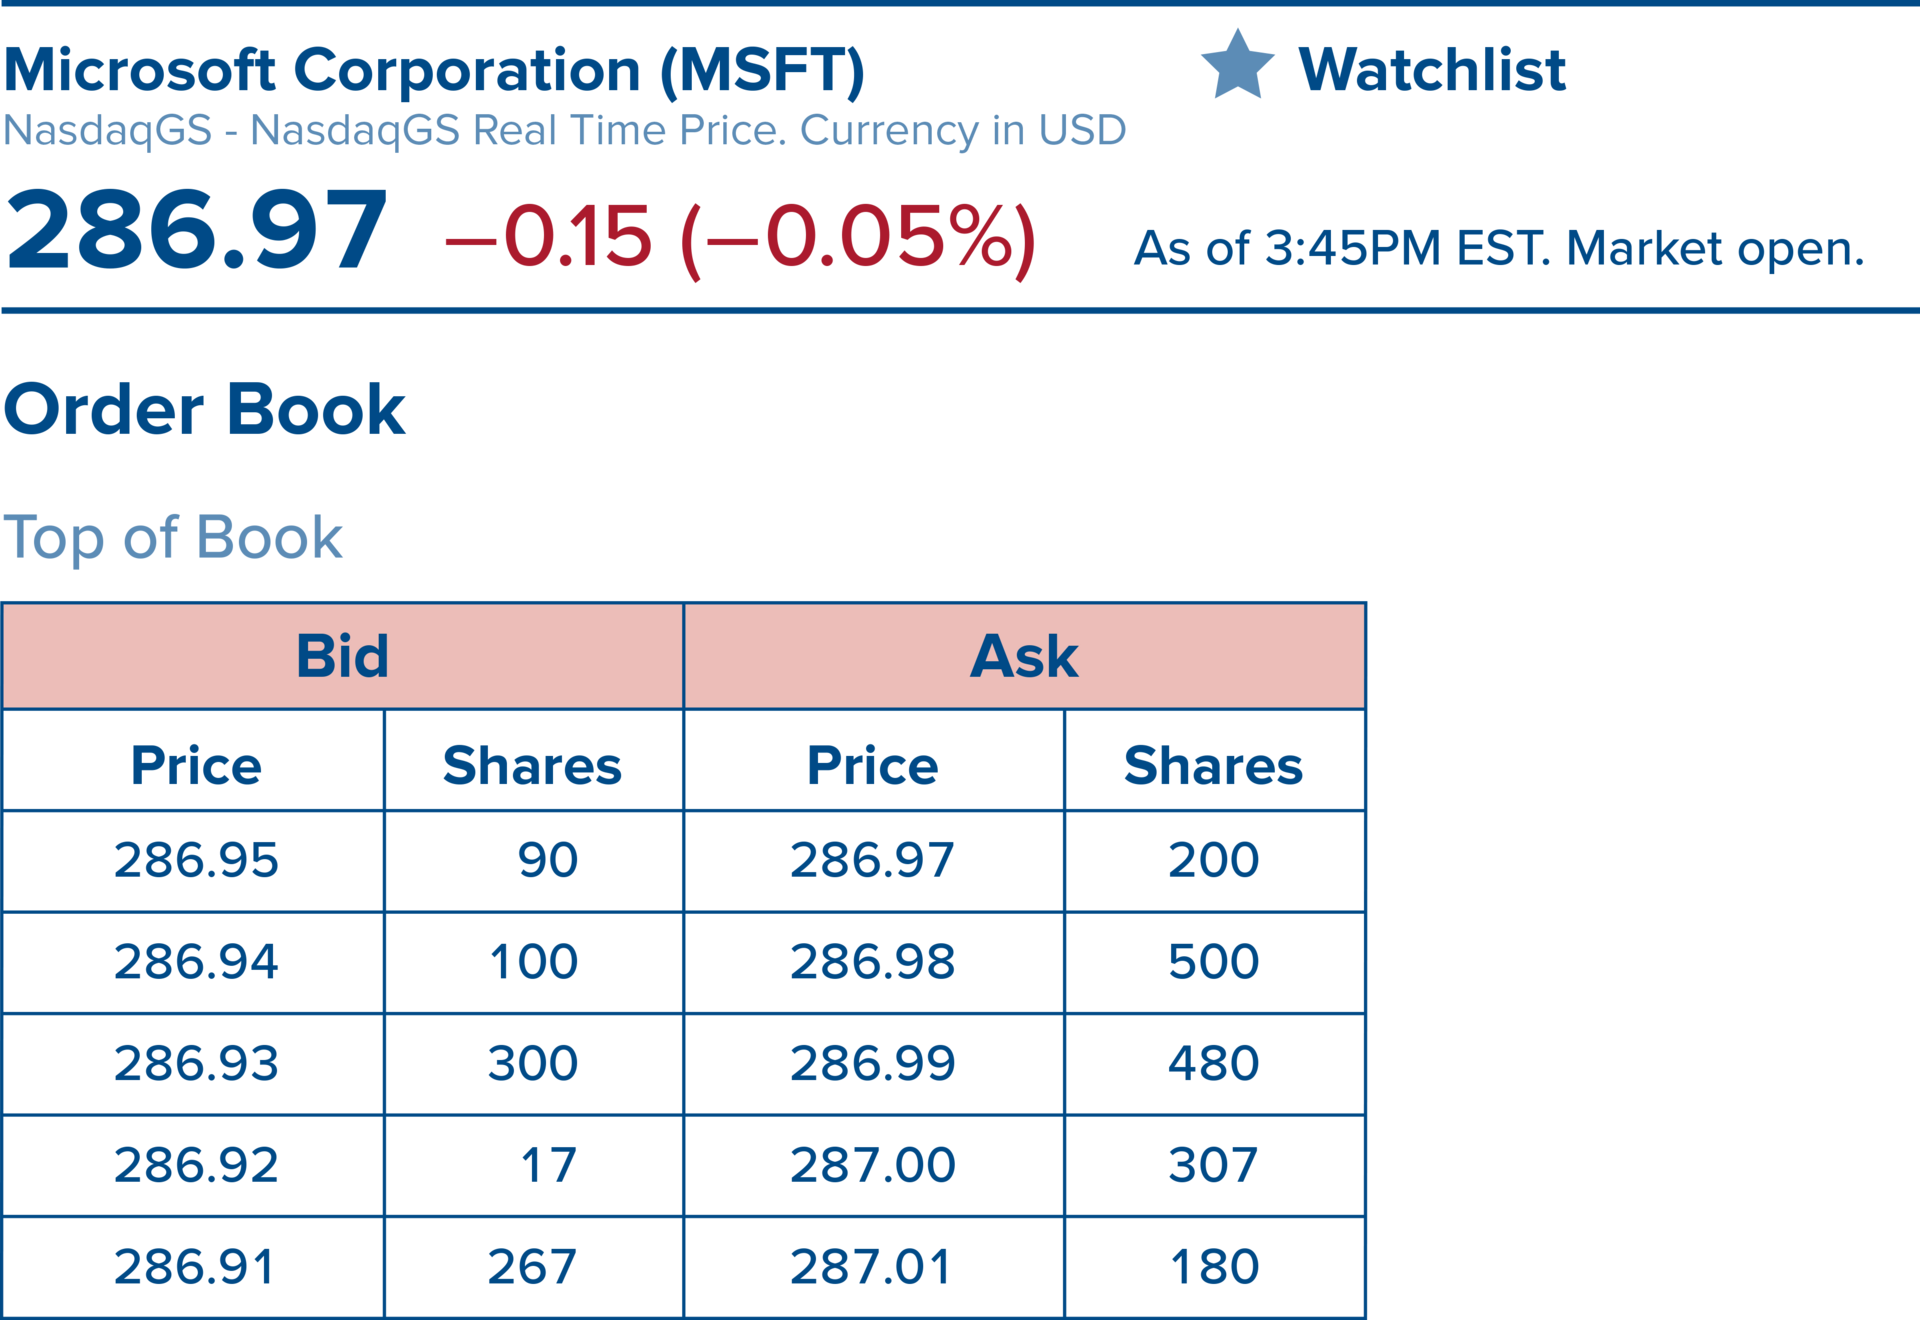 Microsoft Corporation (MSFT)
Watchlist
NasdaqGS - NasdaqGS Real Time Price. Currency in USD
286.97 –0.15 (–0.05%) As of 3:45PM EST. Market open.
Order Book
Top of Book
Bid Ask
Price Shares Price Shares
286.95 90 286.97 200
286.94 100 286.98 500
286.93 300 286.99 480
286.92 17 287.00 307
286.91 267 287.01 180